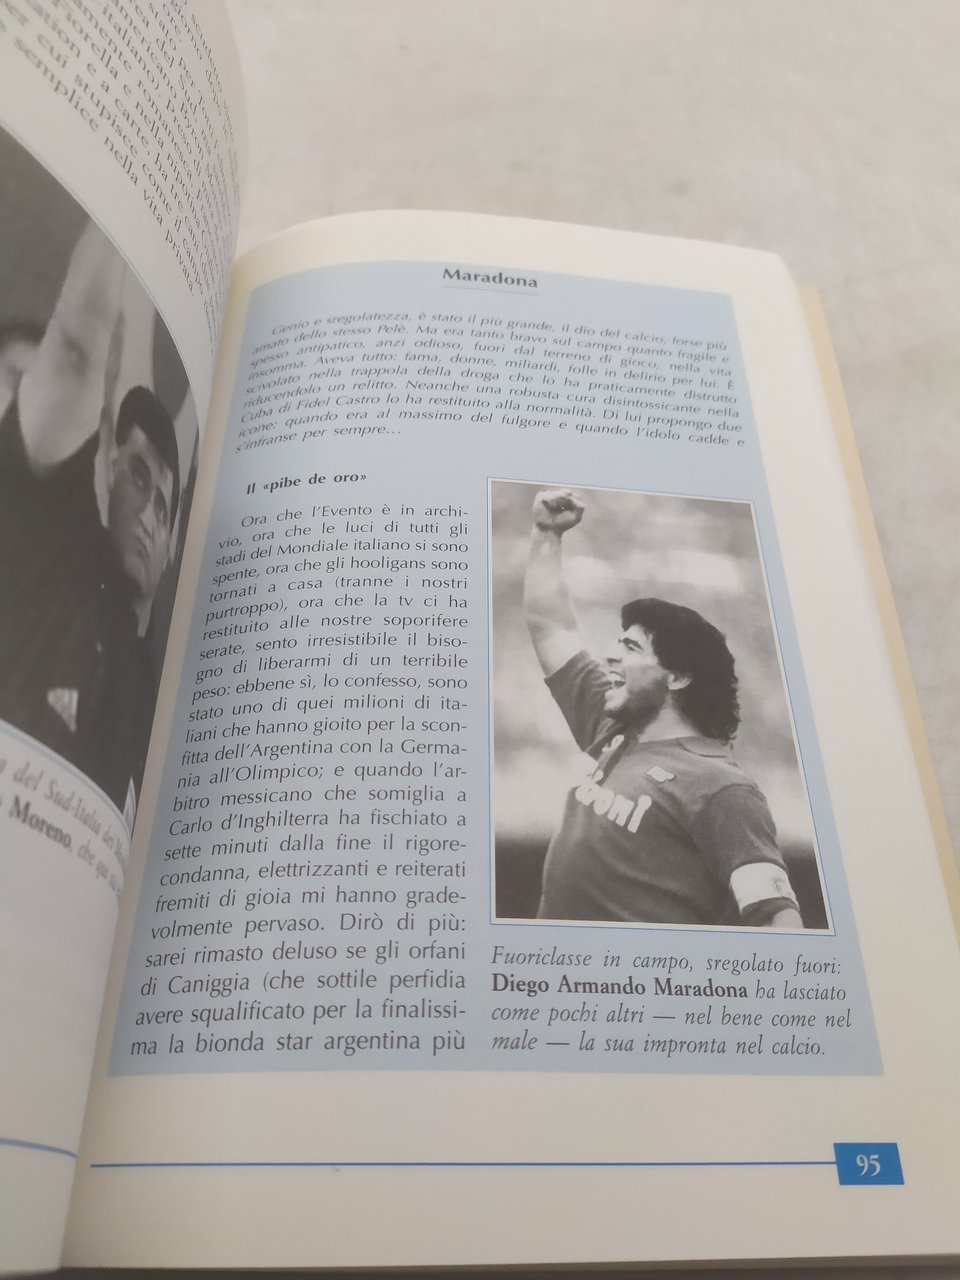 semplice nella vita privata.
del Sud-Italia dei
Moreno, che qui
Maradona
Genio e sregolatezza, è stato il più grande, il dio del calcio, forse più
amato dello stesso Pelè. Ma era tanto bravo sul campo quanto fragile e
spesso antipatico, anzi odioso, fuori dal terreno di gioco, nella vita
insomma. Aveva tutto: fama, donne, miliardi, folle in delirio per lui. È
scivolato nella trappola della droga che lo ha praticamente distrutto
riducendolo un relitto. Neanche una robusta cura disintossicante nella
Cuba di Fidel Castro lo ha restituito alla normalità. Di lui propongo due
icone: quando era al massimo del fulgore e quando l'idolo cadde e
s'infranse per sempre...
Il «pibe de oro»
Ora che l'Evento è in archi-
vio, ora che le luci di tutti gli
stadi del Mondiale italiano si sono
spente, ora che gli hooligans sono
tornati a casa (tranne i nostri
purtroppo), ora che la tv ci ha
restituito alle nostre soporifere
serate, sento irresistibile il biso-
gno di liberarmi di un terribile
peso: ebbene sì, lo confesso, sono
stato uno di quei milioni di ita-
liani che hanno gioito per la scon-
fitta dell'Argentina con la Germa-
nia all'Olimpico; e quando l'ar-
bitro messicano che somiglia a
Carlo d'Inghilterra ha fischiato a
sette minuti dalla fine il rigore-
condanna, elettrizzanti e reiterati
fremiti di gioia mi hanno grade-
volmente pervaso. Dirò di più:
sarei rimasto deluso se gli orfani
di Caniggia (che sottile perfidia
avere squalificato per la finalissi-
ma la bionda star argentina più
Fuoriclasse in campo, sregolato fuori:
Diego Armando Maradona ha lasciato
come pochi altri — nel bene come nel
male — la sua impronta nel calcio.
95